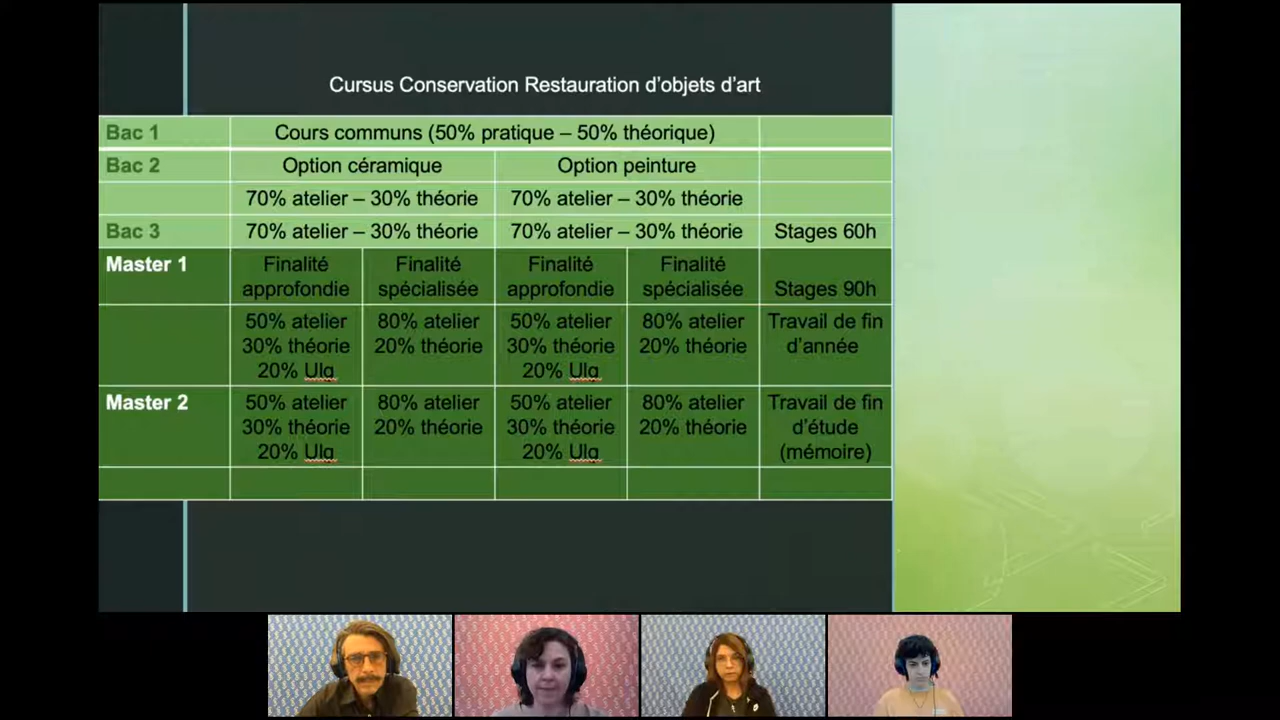 Cursus Conservation Restauration d'objets d'art
Bac 1 Cours communs (50% pratique – 50% théorique)
Bac 2 Option céramique Option peinture
70% atelier – 30% théorie 70% atelier – 30% théorie
Bac 3 70% atelier – 30% théorie 70% atelier – 30% théorie Stages 60h
Master 1 Finalité approfondie Finalité spécialisée Finalité approfondie Finalité spécialisée Stages 90h
50% atelier 30% théorie 20% Ulg 80% atelier 20% théorie 50% atelier 30% théorie 20% Ulg 80% atelier 20% théorie Travail de fin d'année
Master 2 50% atelier 30% théorie 20% Ulg 80% atelier 20% théorie 50% atelier 30% théorie 20% Ulg 80% atelier 20% théorie Travail de fin d'étude (mémoire)